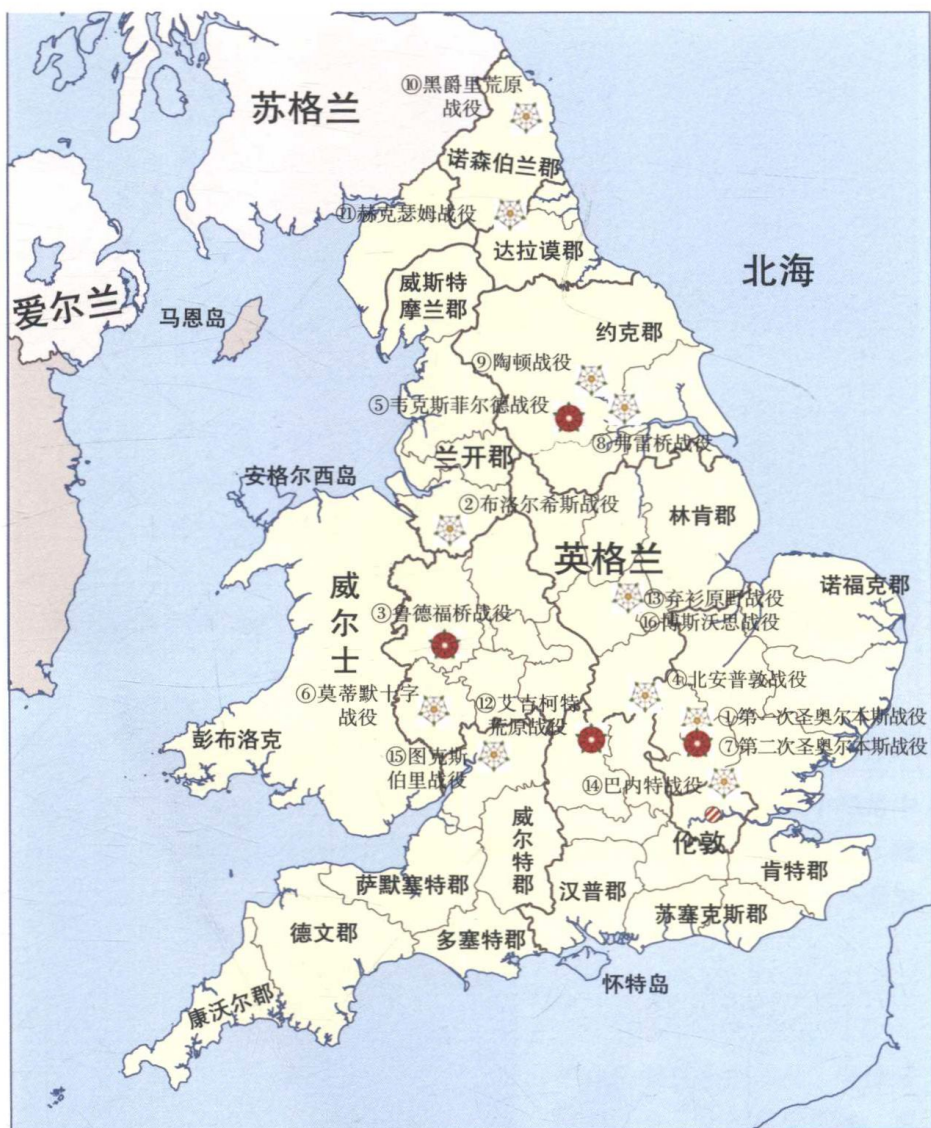 ⑩黑爵里荒原
战役
苏格兰
诺森伯兰郡
⑪赫克瑟姆战役
达拉谟郡
北海
威斯特
摩兰郡
爱尔兰
马恩岛
约克郡
⑨陶顿战役
⑤韦克斯菲尔德战役
⑧弗雷桥战役
兰开郡
安格尔西岛
②布洛尔希斯战役
林肯郡
英格兰
威尔士
诺福克郡
⑬弃衫原野战役
③鲁德福桥战役
⑯博斯沃思战役
④北安普敦战役
⑥莫蒂默十字
战役
⑫艾吉柯特
荒原战役
①第一次圣奥尔本斯战役
彭布洛克
⑦第二次圣奥尔本斯战役
⑮图克斯
伯里战役
⑭巴内特战役
威尔特郡
伦敦
肯特郡
萨默塞特郡
汉普郡
苏塞克斯郡
德文郡
多塞特郡
怀特岛
康沃尔郡